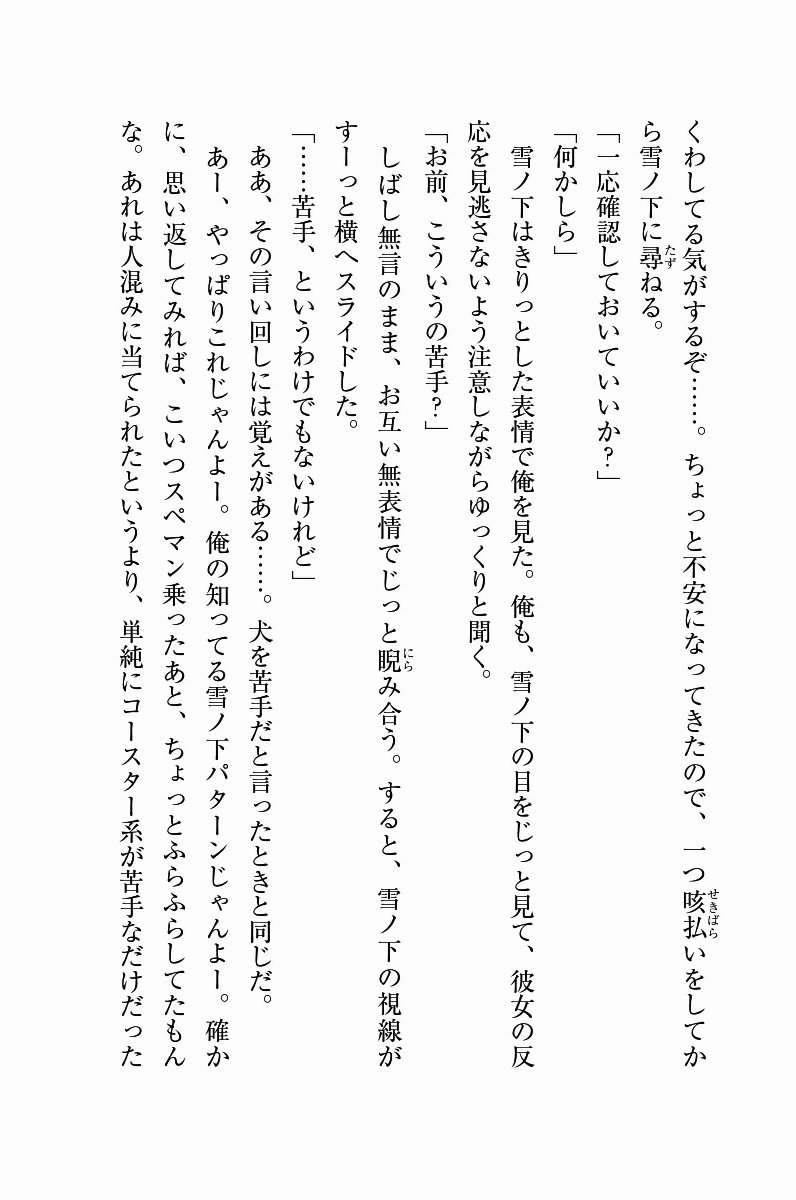 くわしてる気がするぞ……。ちょっと不安になってきたので、一つ咳払いをしてか
ら雪ノ下に尋ねる。
「一応確認しておいていいか？」
「何かしら」
　雪ノ下はきりっとした表情で俺を見た。俺も、雪ノ下の目をじっと見て、彼女の反
応を見逃さないよう注意しながらゆっくりと聞く。
「お前、こういうの苦手？」
　しばし無言のまま、お互い無表情でじっと睨み合う。すると、雪ノ下の視線が
すーっと横へスライドした。
「……苦手、というわけでもないけれど」
　ああ、その言い回しには覚えがある……。犬を苦手だと言ったときと同じだ。
　あー、やっぱりこれじゃんよー。俺の知ってる雪ノ下パターンじゃんよー。確か
に、思い返してみれば、こいつスペマン乗ったあと、ちょっとふらふらしてたもん
な。あれは人混みに当てられたというより、単純にコースター系が苦手なだけだった